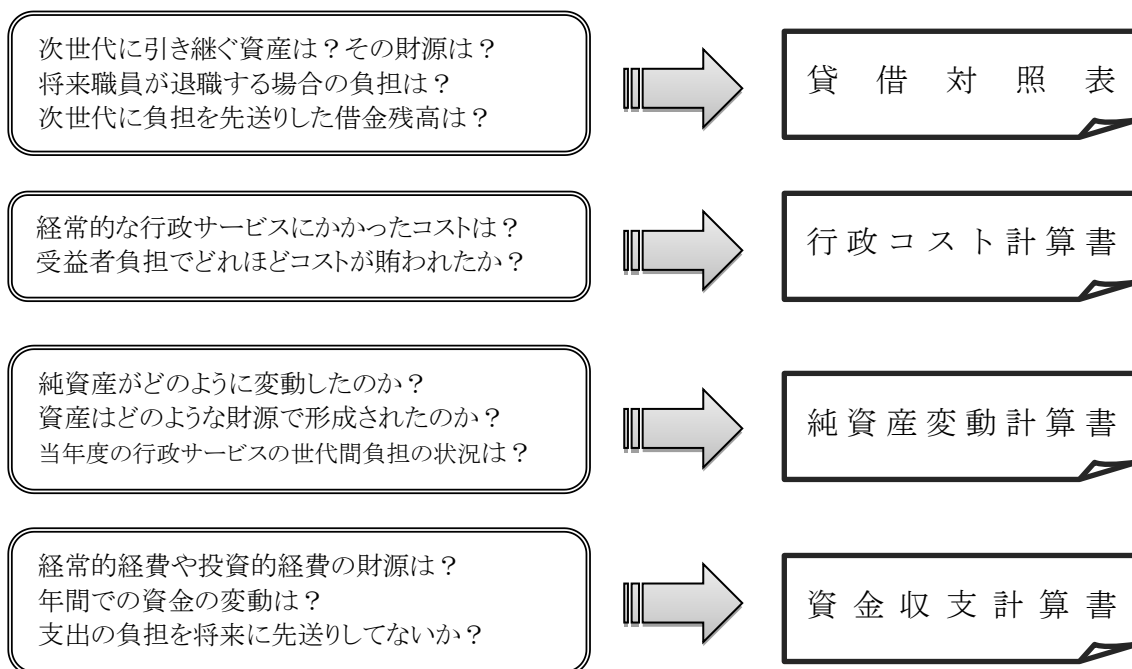 次世代に引き継ぐ資産は？その財源は？
将来職員が退職する場合の負担は？
次世代に負担を先送りした借金残高は？
貸借対照表
経常的な行政サービスにかかったコストは？
受益者負担でどれほどコストが賄われたか？
行政コスト計算書
純資産がどのように変動したのか？
資産はどのような財源で形成されたのか？
当年度の行政サービスの世代間負担の状況は？
純資産変動計算書
経常的経費や投資的経費の財源は？
年間での資金の変動は？
支出の負担を将来に先送りしてないか？
資金収支計算書